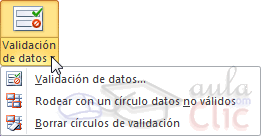 Validación
de datos
Validación de datos...
Rodear con un círculo datos no válidos
Borrar círculos de validación
aula
Clic
.com